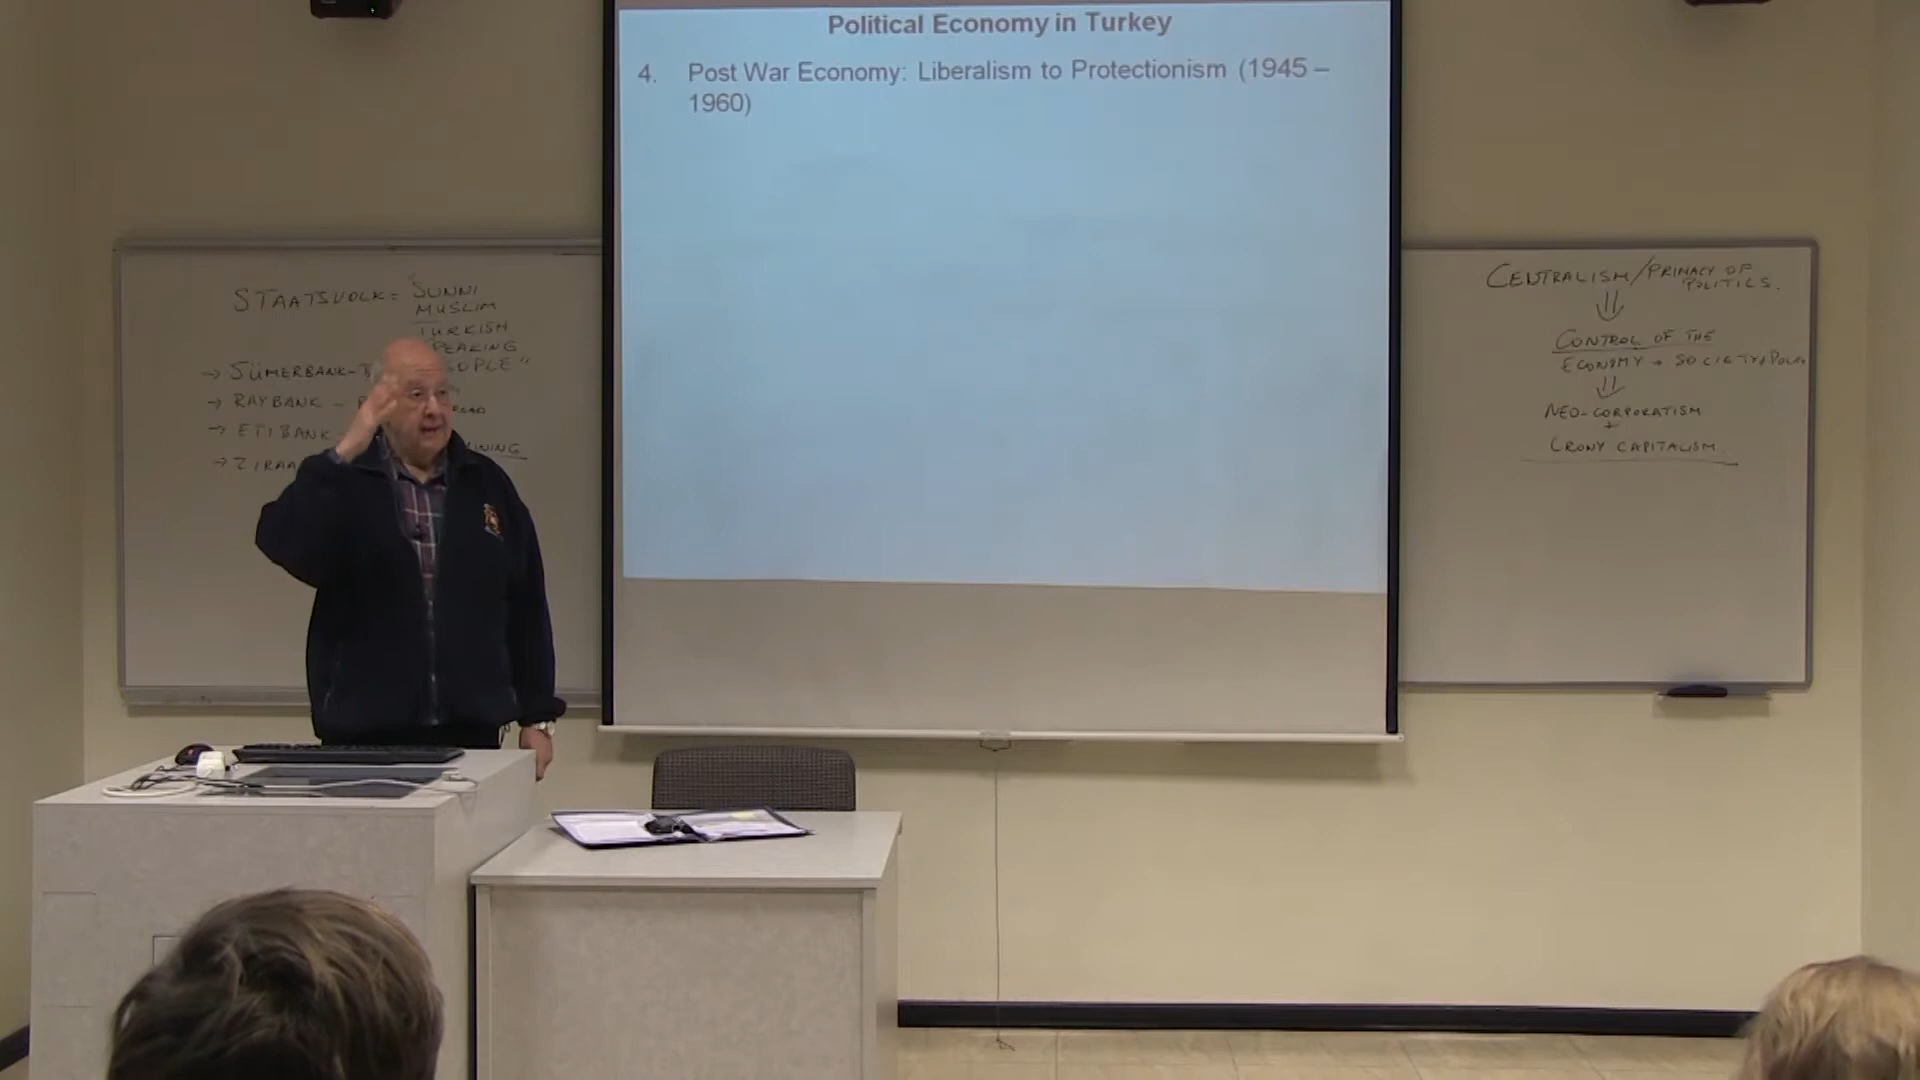 Political Economy in Turkey
4. Post War Economy: Liberalism to Protectionism (1945 –
1960)
STAATSVOLK = "SUNNI
MUSLIM
TURKISH
SPEAKING
PEOPLE"
→ SÜMERBANK -
→ RAYBANK -
→ ETIBANK
→ ZIRAA
CENTRALISM/PRIMACY OF
POLITICS.
⇓
CONTROL OF THE
ECONOMY → SOCIETY/
⇓
NEO-CORPORATISM
+
CRONY CAPITALISM.